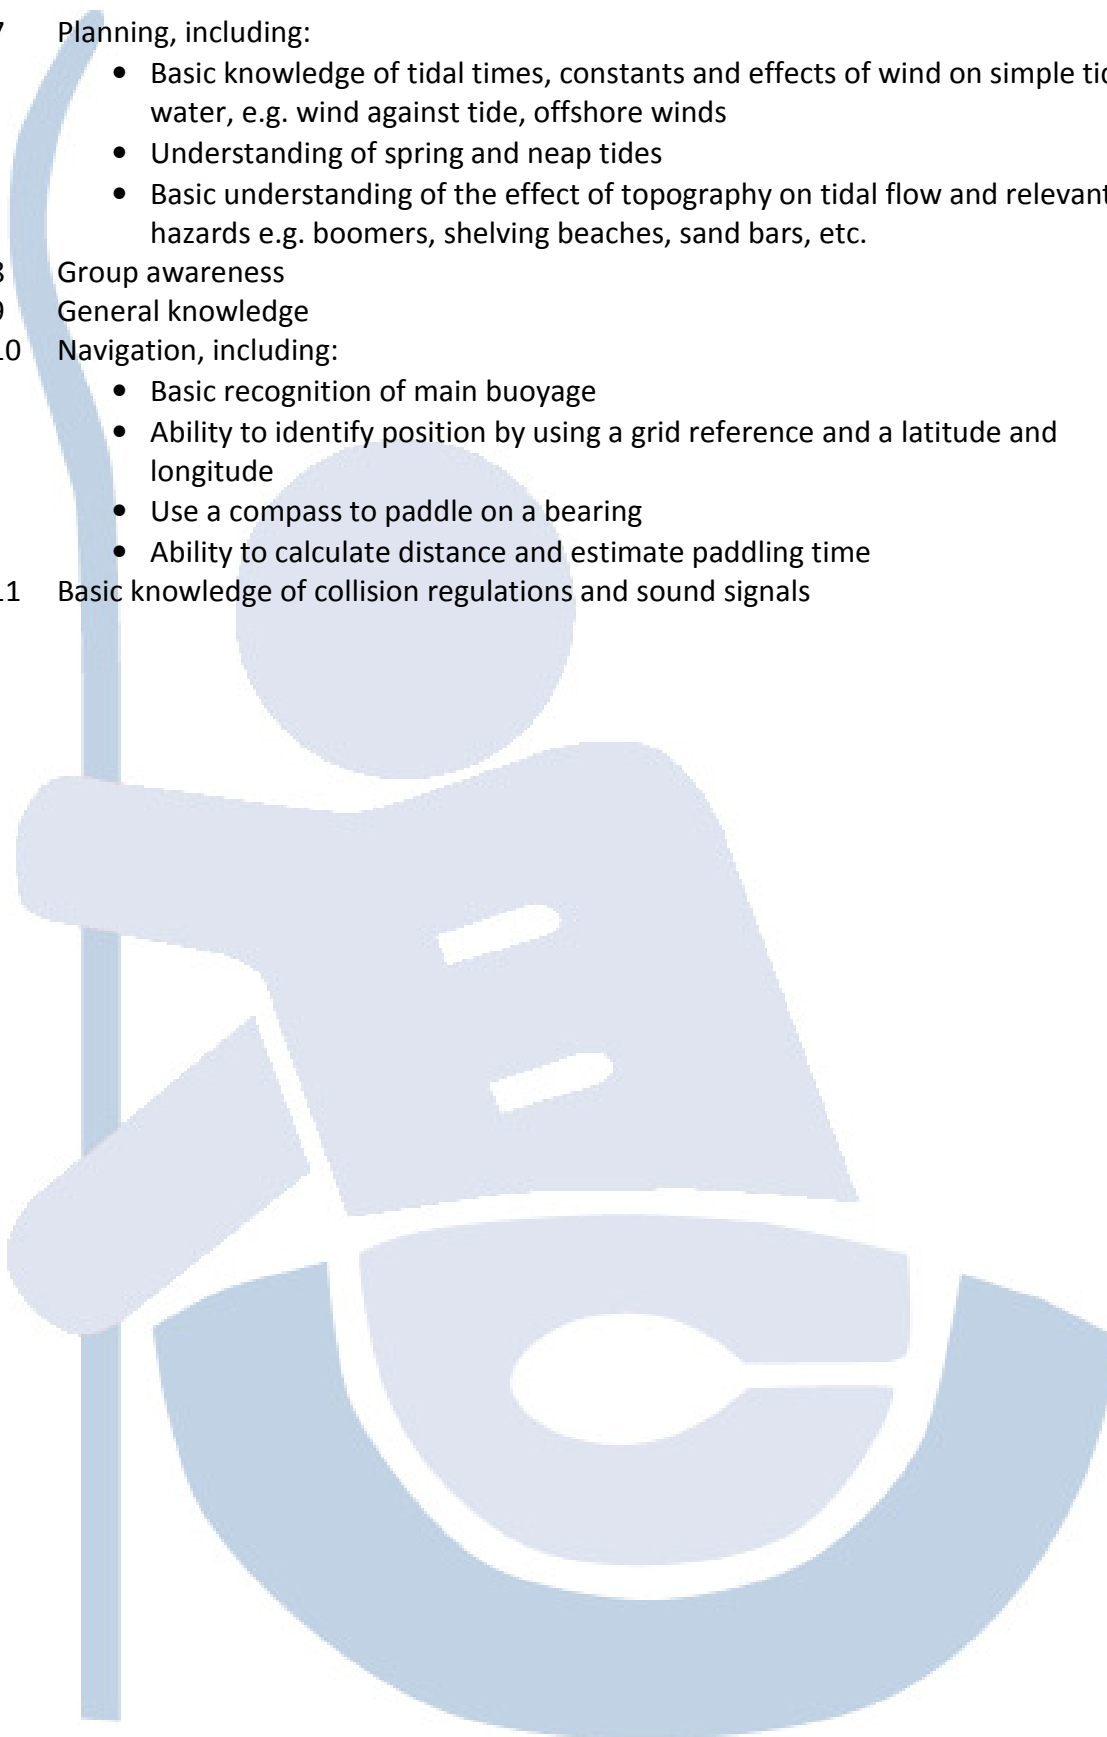 7 Planning, including:
• Basic knowledge of tidal times, constants and effects of wind on simple
water, e.g. wind against tide, offshore winds
• Understanding of spring and neap tides
• Basic understanding of the effect of topography on tidal flow and relevant
hazards e.g. boomers, shelving beaches, sand bars, etc.
8 Group awareness
9 General knowledge
10 Navigation, including:
• Basic recognition of main buoyage
• Ability to identify position by using a grid reference and a latitude and
longitude
• Use a compass to paddle on a bearing
• Ability to calculate distance and estimate paddling time
11 Basic knowledge of collision regulations and sound signals